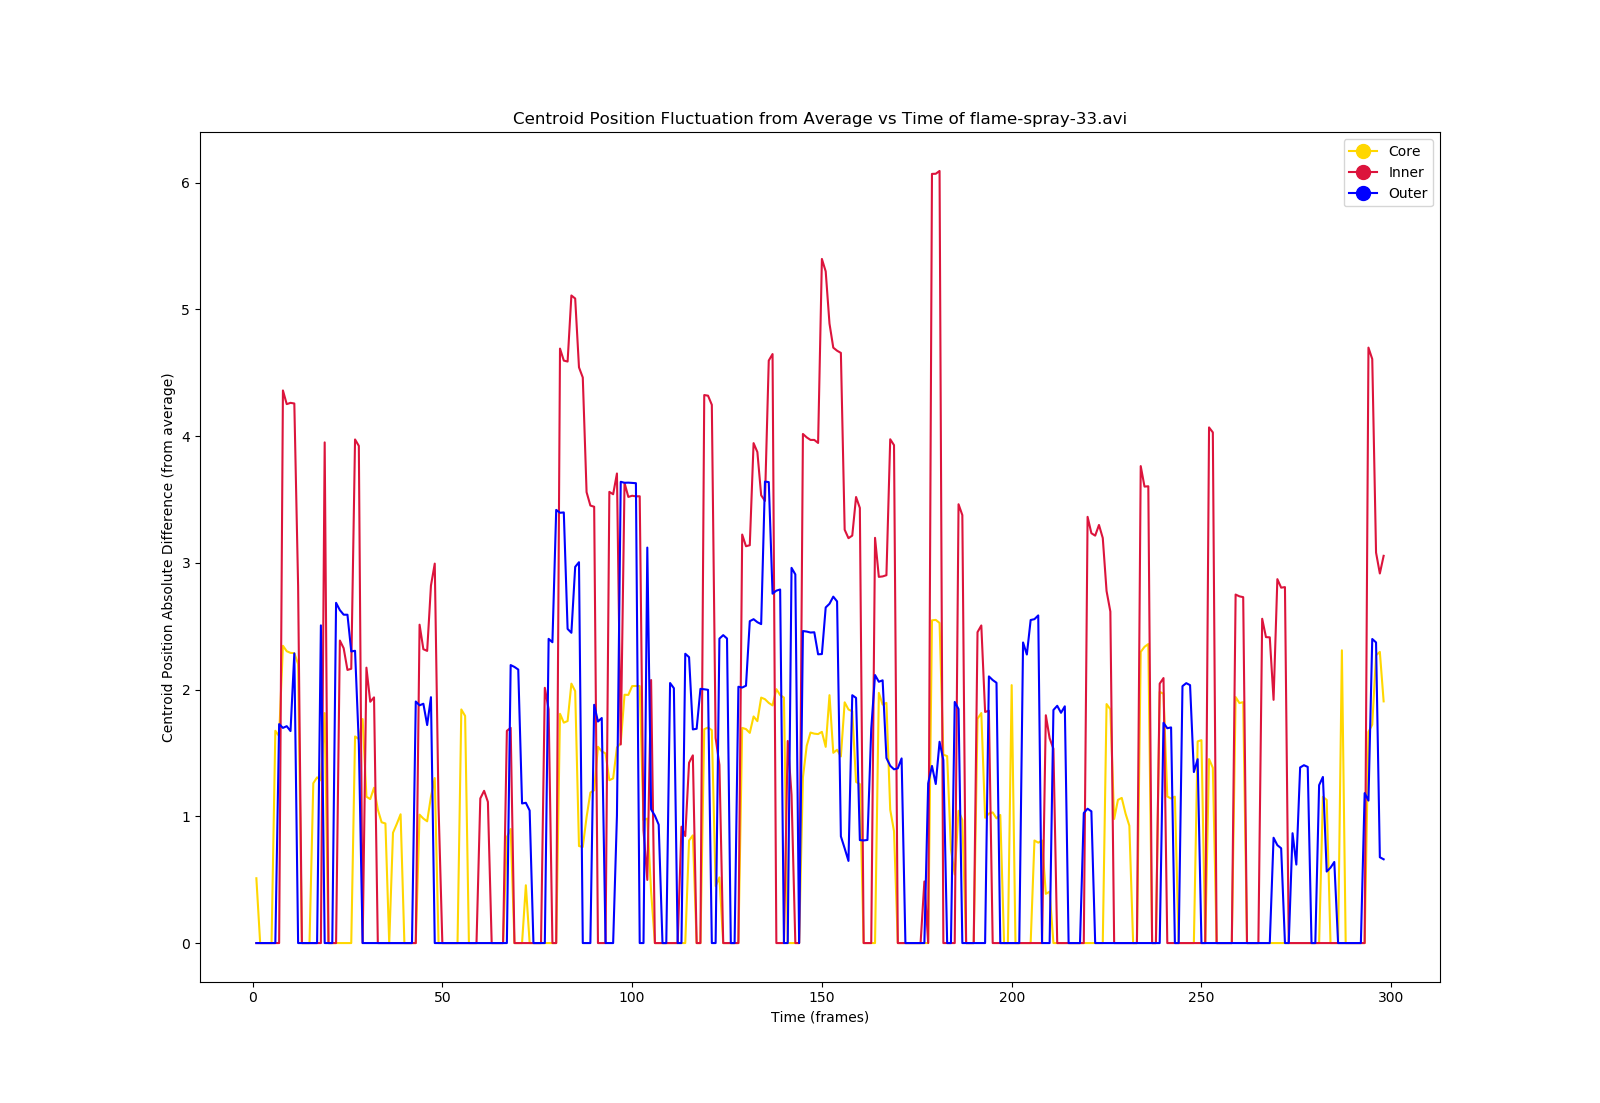 Centroid Position Fluctuation from Average vs Time of flame-spray-33.avi
Core
Inner
Outer
Centroid Position Absolute Difference (from average)
6
5
4
3
2
1
0
0 50 100 150 200 250 300
Time (frames)